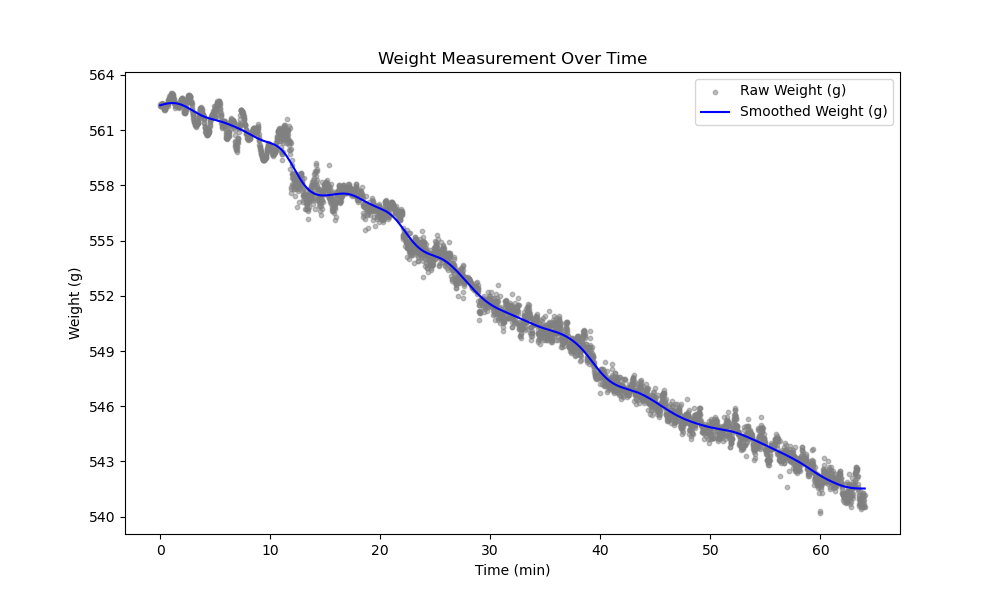 Weight Measurement Over Time
Raw Weight (g)
Smoothed Weight (g)
Weight (g)
564
561
558
555
552
549
546
543
540
0 10 20 30 40 50 60
Time (min)